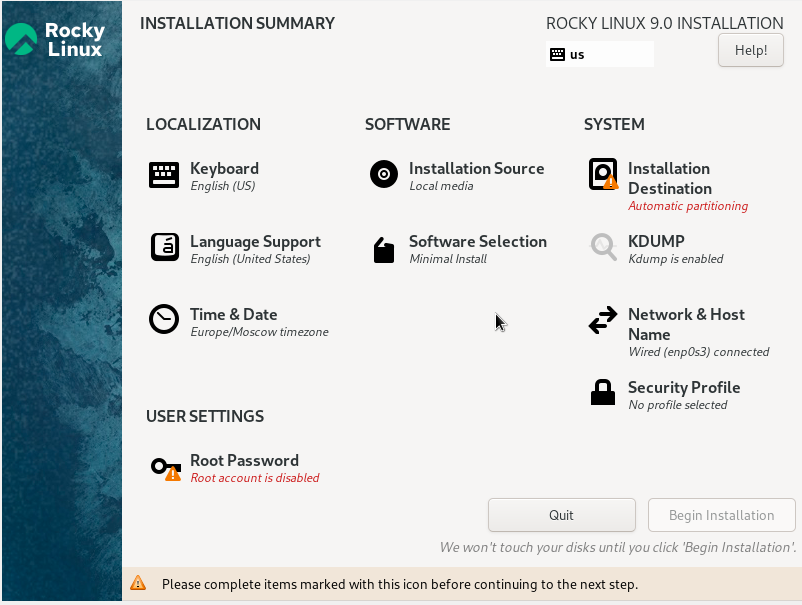 Rocky
Linux
INSTALLATION SUMMARY
ROCKY LINUX 9.0 INSTALLATION
us
Help!
LOCALIZATION
Keyboard
English (US)
Language Support
English (United States)
Time & Date
Europe/Moscow timezone
SOFTWARE
Installation Source
Local media
Software Selection
Minimal Install
SYSTEM
Installation
Destination
Automatic partitioning
KDUMP
Kdump is enabled
Network & Host
Name
Wired (enp0s3) connected
Security Profile
No profile selected
USER SETTINGS
Root Password
Root account is disabled
Quit
Begin Installation
We won't touch your disks until you click 'Begin Installation'.
Please complete items marked with this icon before continuing to the next step.